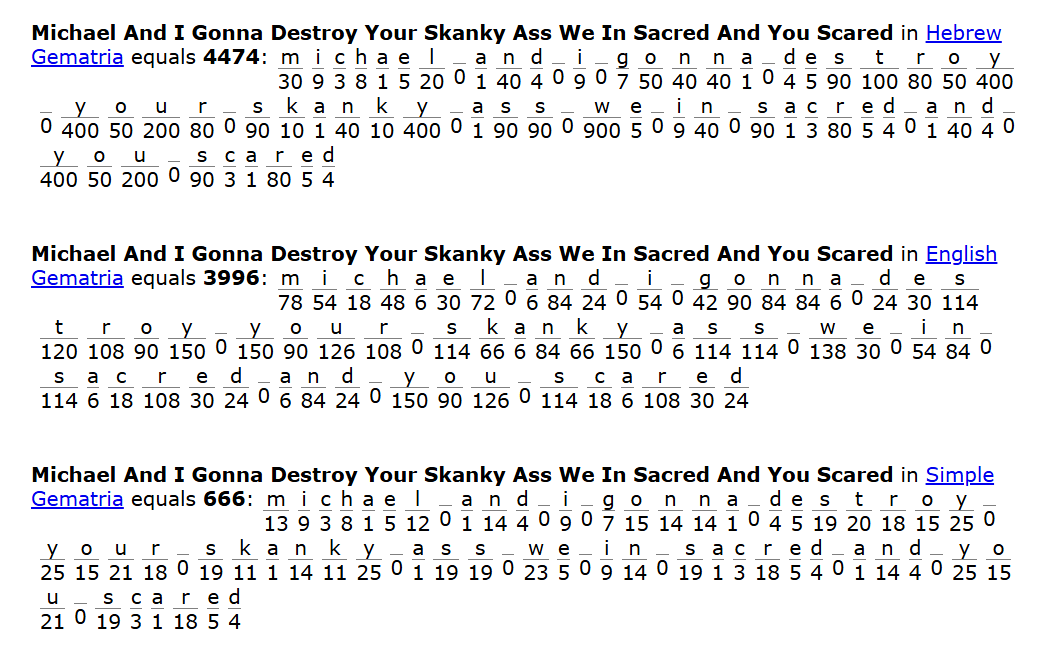 Michael And I Gonna Destroy Your Skanky Ass We In Sacred And You Scared in Hebrew
Gematria equals 4474: m i c h a e l _ a n d _ i _ g o n n a _ d e s t r o y
30 9 3 8 1 5 20 0 1 40 4 0 9 0 7 50 40 40 1 0 4 5 90 100 80 50 400
_ y o u r _ s k a n k y _ a s s _ w e _ i n _ s a c r e d _ a n d _
0 400 50 200 80 0 90 10 1 40 10 400 0 1 90 90 0 900 5 0 9 40 0 90 1 3 80 5 4 0 1 40 4 0
y o u _ s c a r e d
400 50 200 0 90 3 1 80 5 4
Michael And I Gonna Destroy Your Skanky Ass We In Sacred And You Scared in English
Gematria equals 3996: m i c h a e l _ a n d _ i _ g o n n a _ d e s
78 54 18 48 6 30 72 0 6 84 24 0 54 0 42 90 84 84 6 0 24 30 114
t r o y _ y o u r _ s k a n k y _ a s s _ w e _ i n _
120 108 90 150 0 150 90 126 108 0 114 66 6 84 66 150 0 6 114 114 0 138 30 0 54 84 0
s a c r e d _ a n d _ y o u _ s c a r e d
114 6 18 108 30 24 0 6 84 24 0 150 90 126 0 114 18 6 108 30 24
Michael And I Gonna Destroy Your Skanky Ass We In Sacred And You Scared in Simple
Gematria equals 666: m i c h a e l _ a n d _ i _ g o n n a _ d e s t r o y _
13 9 3 8 1 5 12 0 1 14 4 0 9 0 7 15 14 14 1 0 4 5 19 20 18 15 25 0
y o u r _ s k a n k y _ a s s _ w e _ i n _ s a c r e d _ a n d _ y o
25 15 21 18 0 19 11 1 14 11 25 0 1 19 19 0 23 5 0 9 14 0 19 1 3 18 5 4 0 1 14 4 0 25 15
u _ s c a r e d
21 0 19 3 1 18 5 4